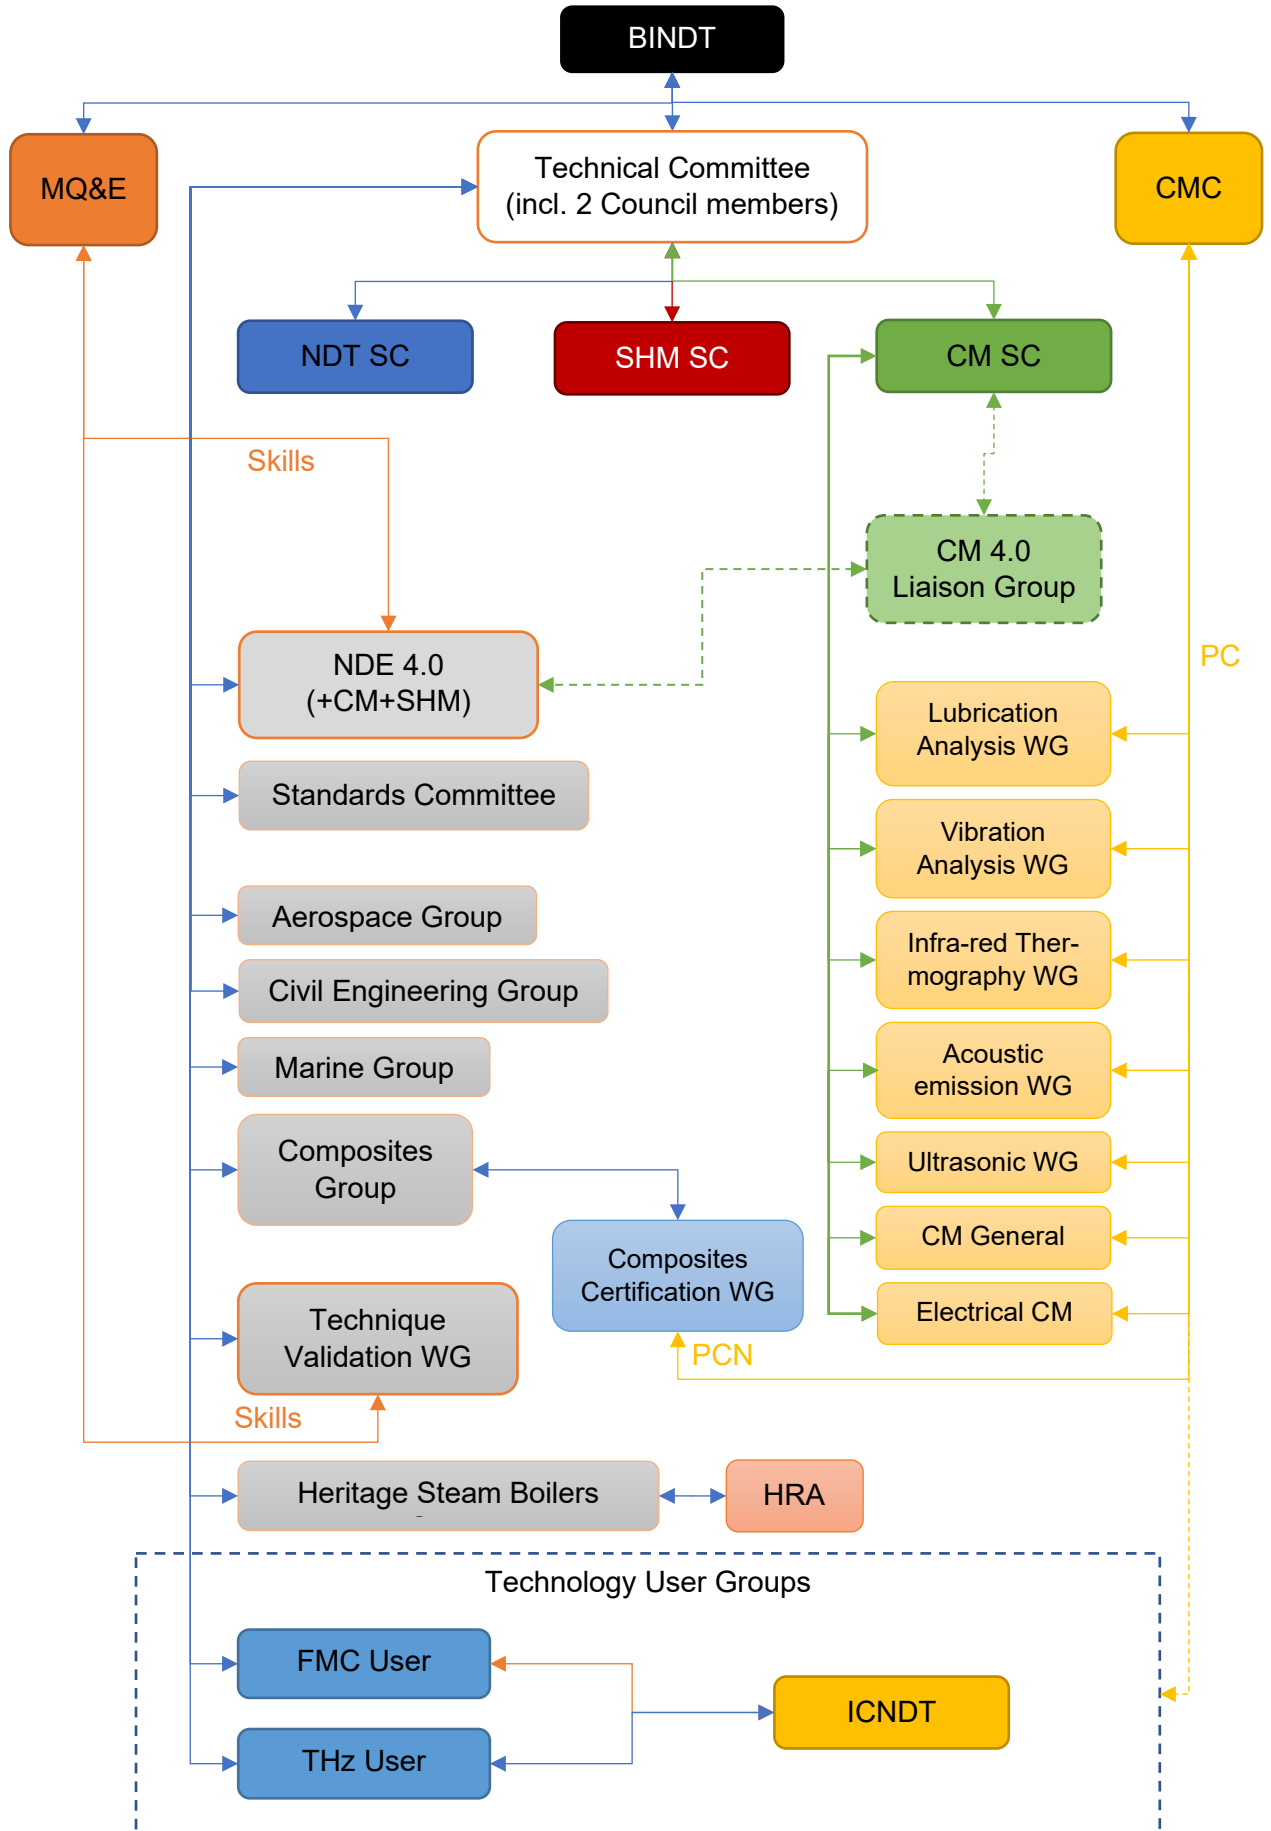 BINDT
MQ&E
Technical Committee
(incl. 2 Council members)
CMC
NDT SC
SHM SC
CM SC
Skills
CM 4.0
Liaison Group
NDE 4.0
(+CM+SHM)
PC
Lubrication
Analysis WG
Standards Committee
Vibration
Analysis WG
Aerospace Group
Infra-red Ther-
mography WG
Civil Engineering Group
Marine Group
Acoustic
emission WG
Composites
Group
Ultrasonic WG
CM General
Composites
Certification WG
Electrical CM
Technique
Validation WG
PCN
Skills
Heritage Steam Boilers
HRA
Technology User Groups
FMC User
ICNDT
THz User